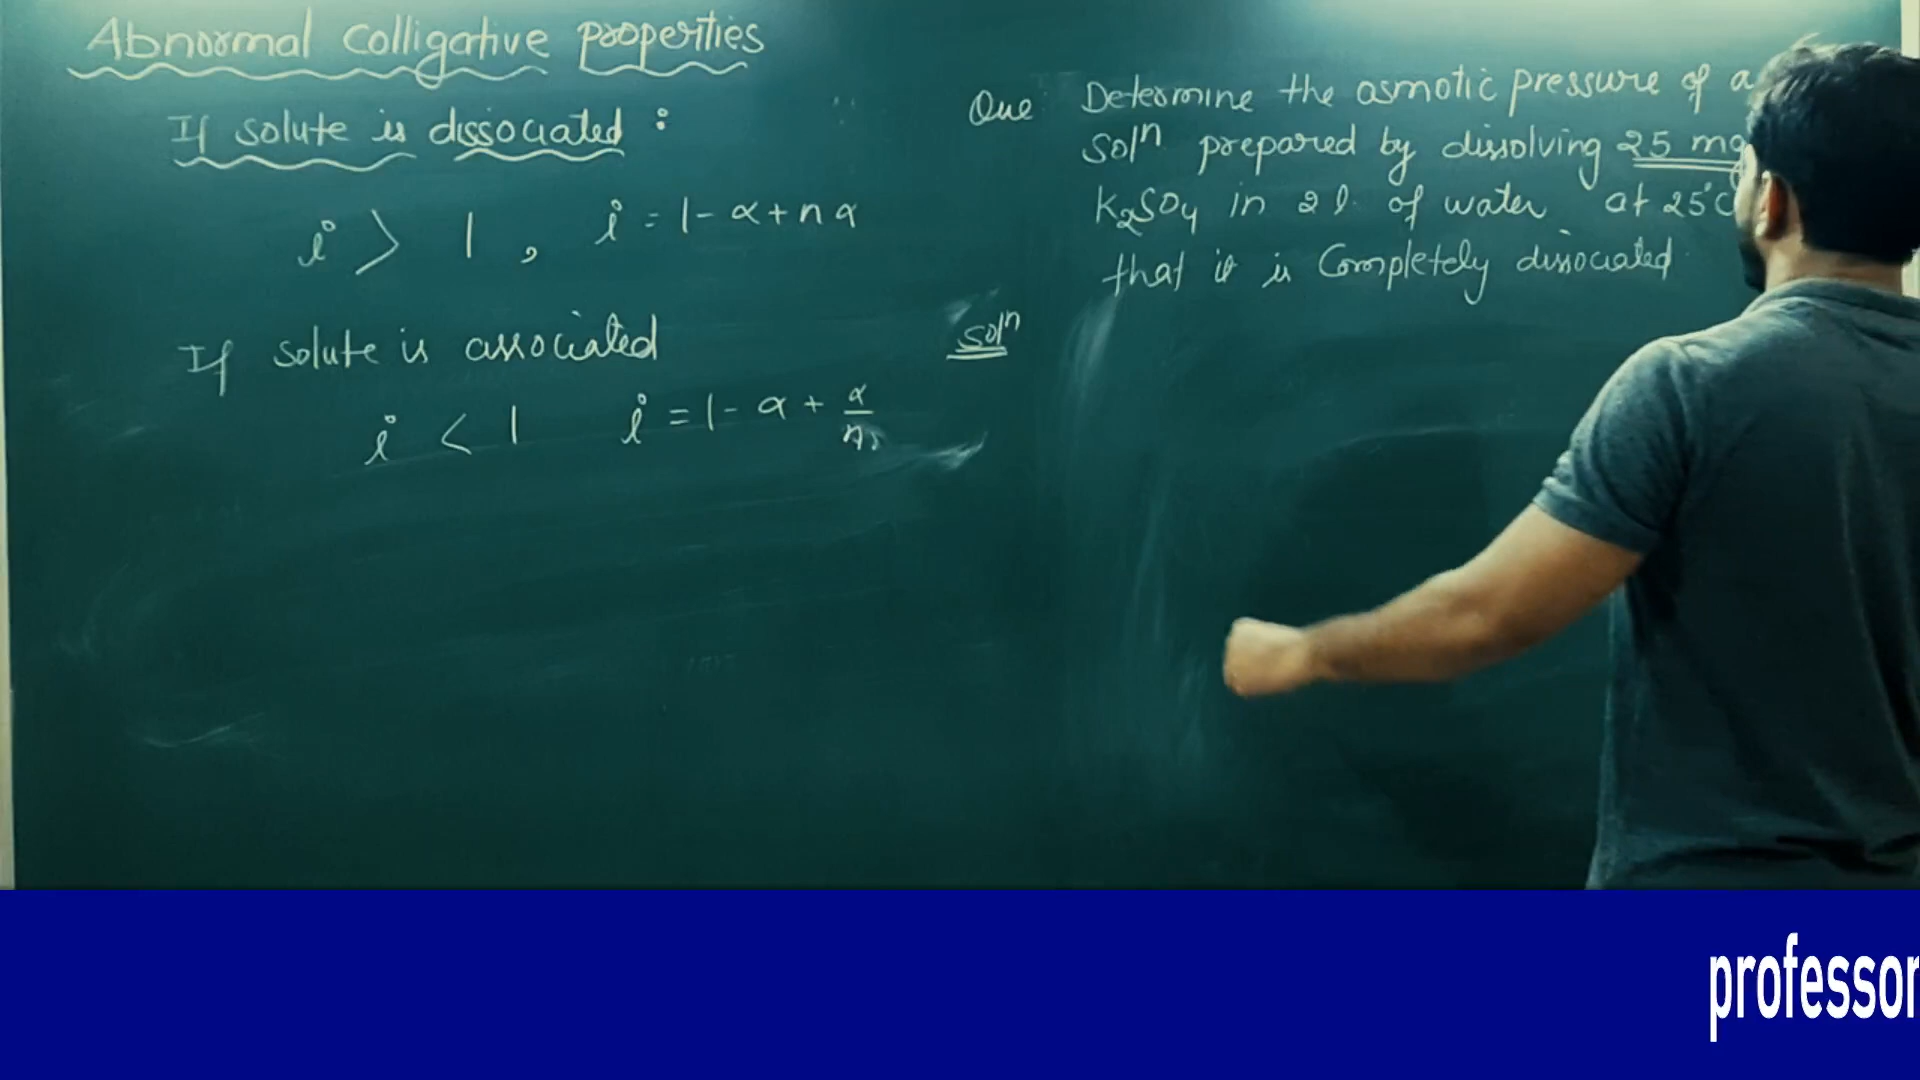 Abnormal colligative properties
If solute is dissociated :
i > 1 , i = 1 - α + n α
If solute is associated
i < 1 i = 1 - α + α/n
Que Determine the osmotic pressure of a
Solⁿ prepared by dissolving 25 mg
K₂SO₄ in 2 l. of water at 25°C
that it is Completely dissociated
Solⁿ
professor